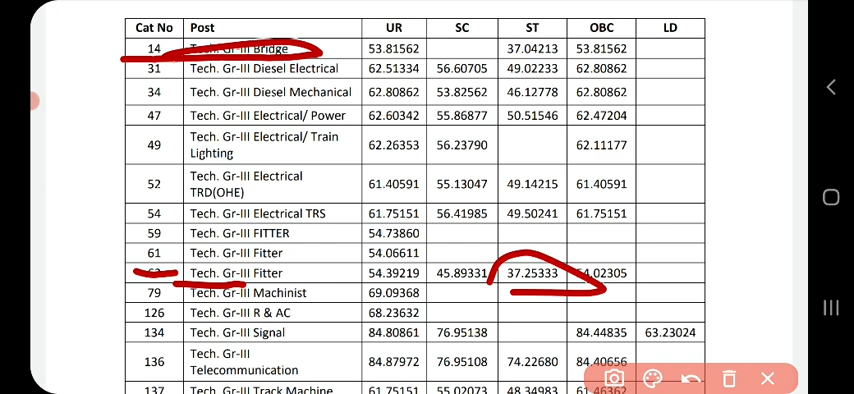 Cat No Post UR SC ST OBC LD
14 Tech. Gr-III Bridge 53.81562 37.04213 53.81562
31 Tech. Gr-III Diesel Electrical 62.51334 56.60705 49.02233 62.80862
34 Tech. Gr-III Diesel Mechanical 62.80862 53.82562 46.12778 62.80862
47 Tech. Gr-III Electrical/ Power 62.60342 55.86877 50.51546 62.47204
49 Tech. Gr-III Electrical/ Train Lighting 62.26353 56.23790 62.11177
52 Tech. Gr-III Electrical TRD(OHE) 61.40591 55.13047 49.14215 61.40591
54 Tech. Gr-III Electrical TRS 61.75151 56.41985 49.50241 61.75151
59 Tech. Gr-III FITTER 54.73860
61 Tech. Gr-III Fitter 54.06611
Tech. Gr-III Fitter 54.39219 45.89331 37.25333 54.02305
79 Tech. Gr-III Machinist 69.09368
126 Tech. Gr-III R & AC 68.23632
134 Tech. Gr-III Signal 84.80861 76.95138 84.44835 63.23024
136 Tech. Gr-III Telecommunication 84.87972 76.95108 74.22680 84.40656
137 Tech. Gr-III Track Machine 61.75151 55.02073 48.34983 61.46362